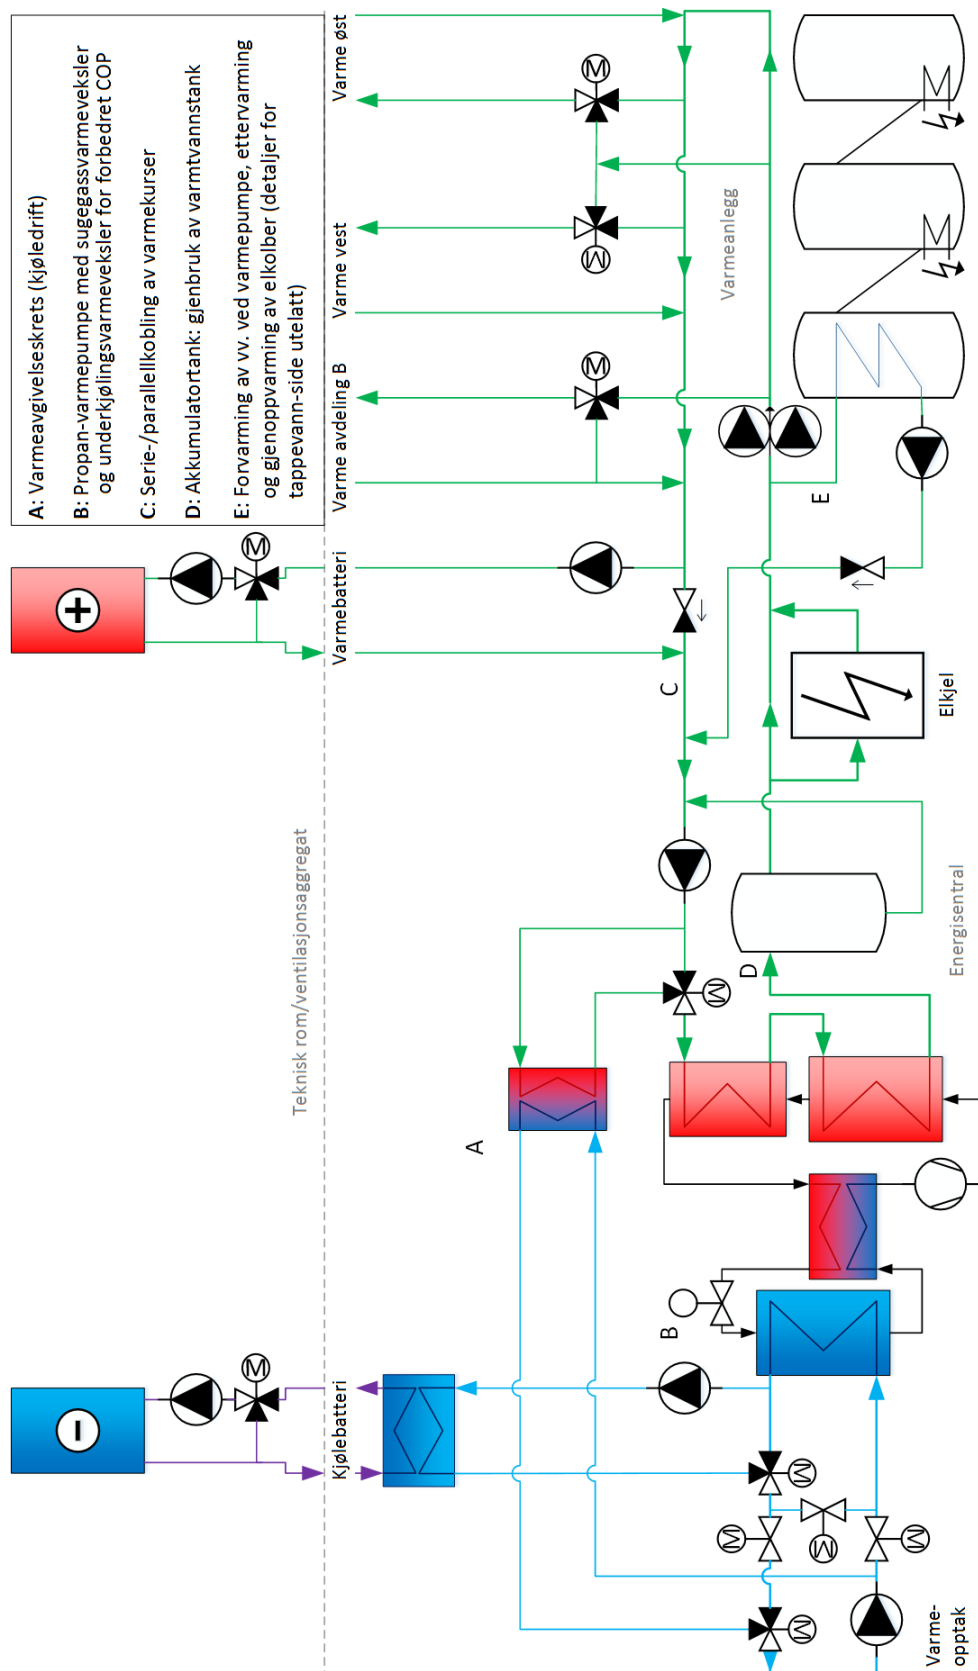 A: Varmeavgivelseskrets (kjøledrift)
B: Propan-varmepumpe med sugegassvarmeveksler
og underkjølingsvarmeveksler for forbedret COP
C: Serie-/parallellkobling av varmekurser
D: Akkumulatortank: gjenbruk av varmtvannstank
E: Forvarming av vv. ved varmepumpe, ettervarming
og gjenoppvarming av elkolber (detaljer for
tappevann-side utelatt)
Teknisk rom/ventilasjonsaggregat
Kjølebatteri
Varmebatteri
Varme avdeling B
Varme vest
Varme øst
M
M
M
M
M
A
C
Varmeanlegg
B
D
E
M
M
M
M
M
M
Elkjel
Energisentral
Varme-
opptak